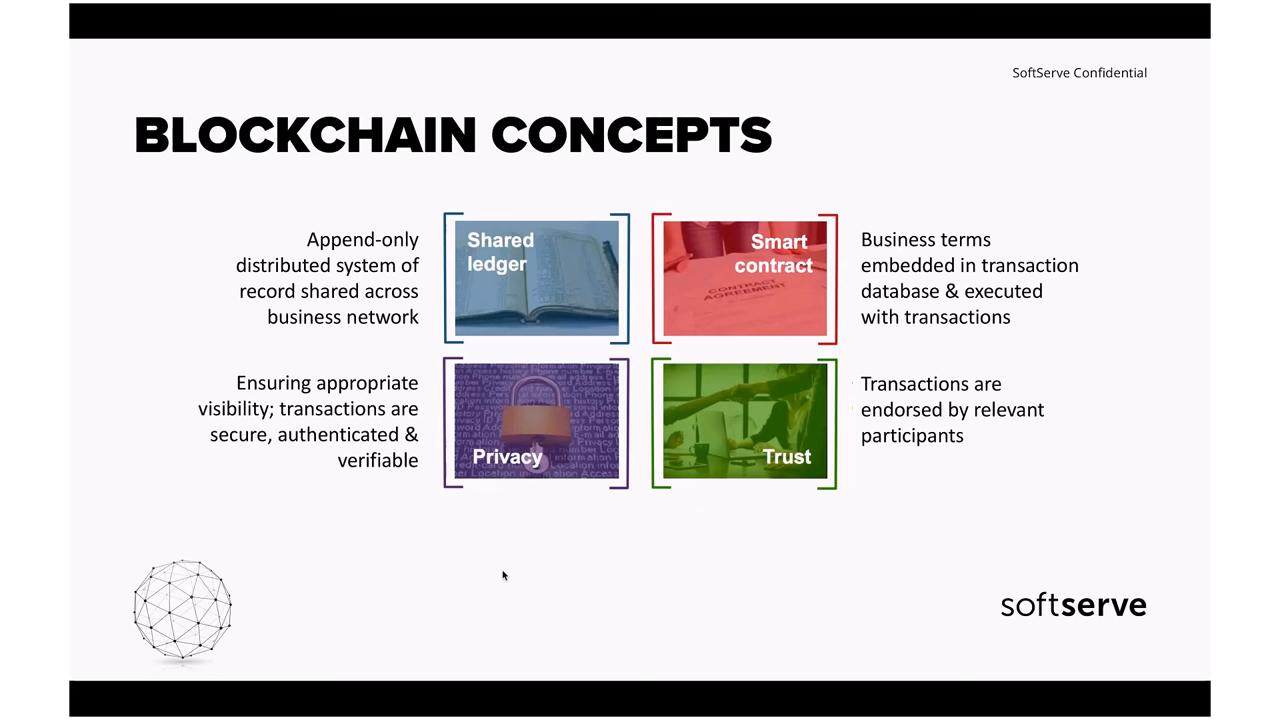 SoftServe Confidential
BLOCKCHAIN CONCEPTS
Append-only
distributed system of
record shared across
business network
Shared
ledger
Smart
contract
CONTRACT
AGREEMENT
Business terms
embedded in transaction
database & executed
with transactions
Ensuring appropriate
visibility; transactions are
secure, authenticated &
verifiable
Privacy
Trust
Transactions are
endorsed by relevant
participants
softserve